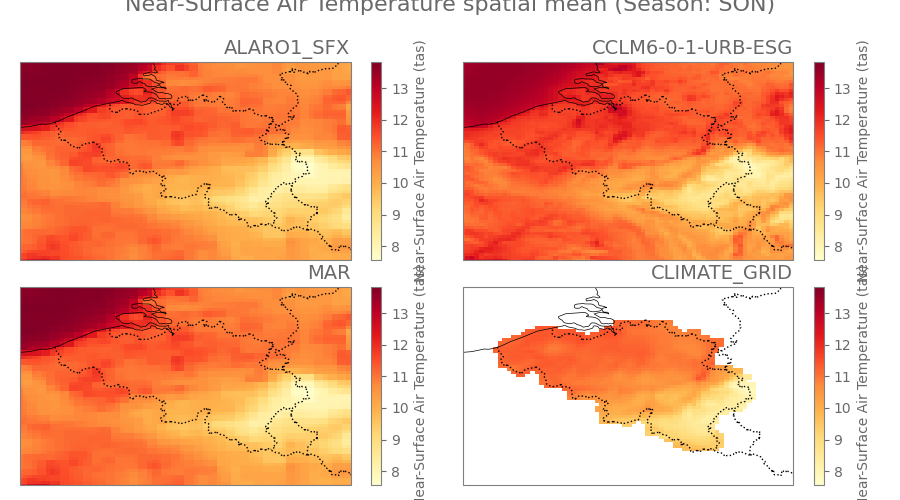 Near-Surface Air Temperature spatial mean (Season: SON)
ALARO1_SFX
CCLM6-0-1-URB-ESG
13
12
11
10
9
8
Near-Surface Air Temperature (tas)
13
12
11
10
9
8
Near-Surface Air Temperature (tas)
MAR
CLIMATE_GRID
13
12
11
10
9
8
Near-Surface Air Temperature (tas)
13
12
11
10
9
8
Near-Surface Air Temperature (tas)